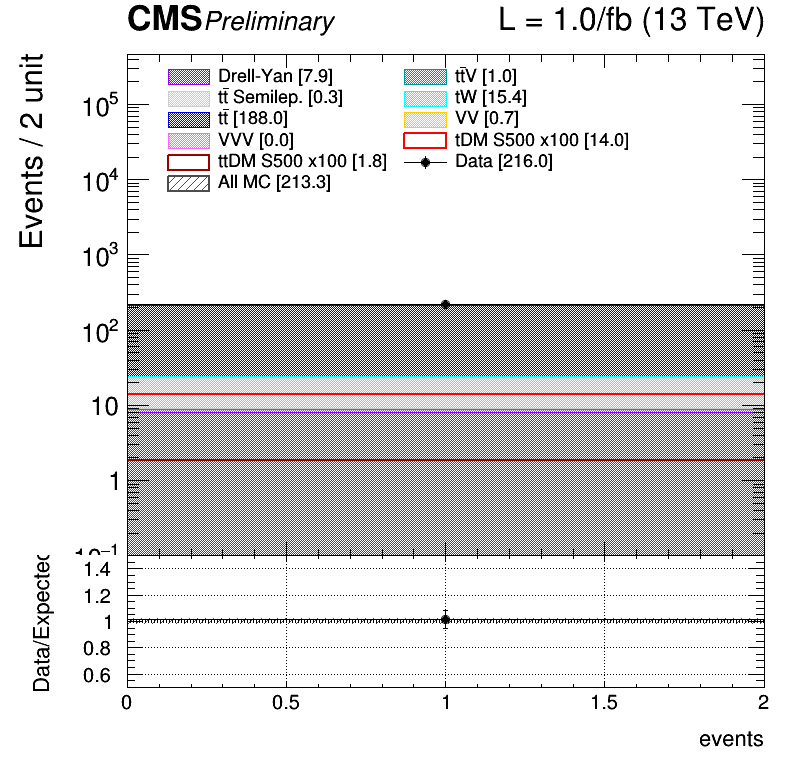 CMS Preliminary L = 1.0/fb (13 TeV)
Events / 2 unit
Drell-Yan [7.9]
tt̄ Semilep. [0.3]
tt̄ [188.0]
VVV [0.0]
ttDM S500 x100 [1.8]
All MC [213.3]
tt̄V [1.0]
tW [15.4]
VV [0.7]
tDM S500 x100 [14.0]
Data [216.0]
10⁵
10⁴
10³
10²
10
1
10⁻¹
Data/Expected
1.4
1.2
1
0.8
0.6
0 0.5 1 1.5 2
events